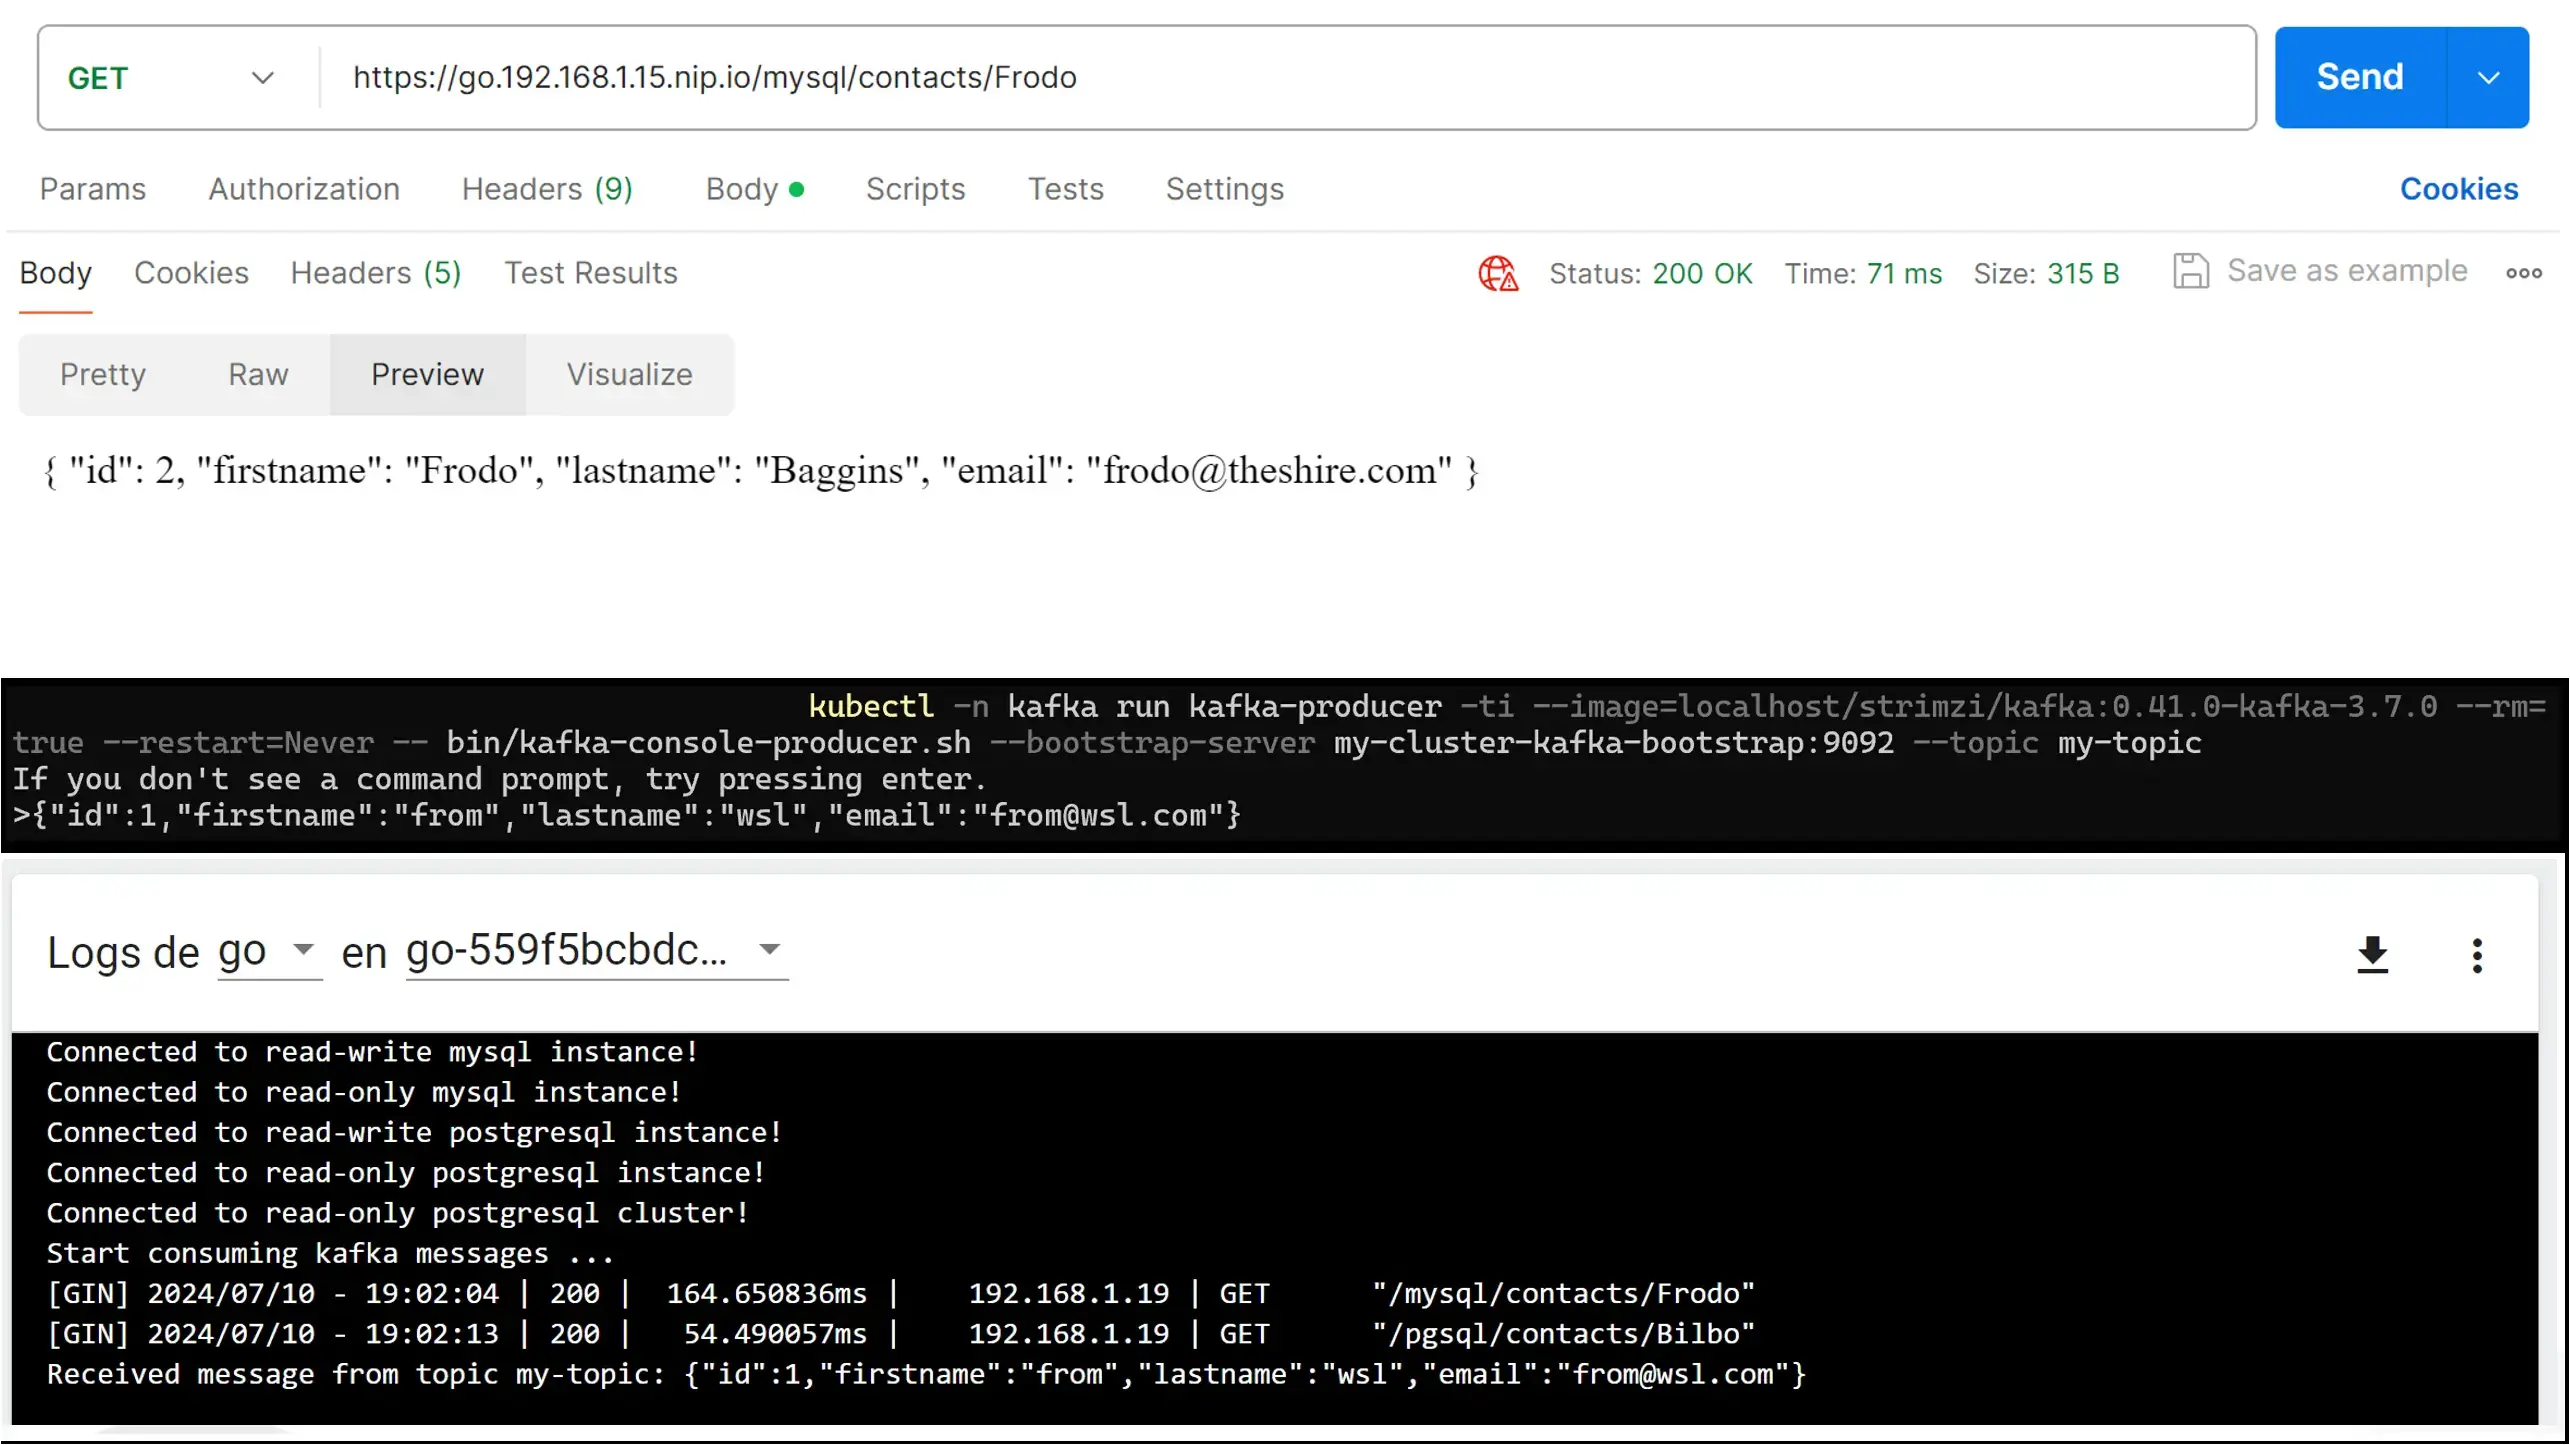 GET https://go.192.168.1.15.nip.io/mysql/contacts/Frodo Send
Params Authorization Headers (9) Body Scripts Tests Settings Cookies
Body Cookies Headers (5) Test Results Status: 200 OK Time: 71 ms Size: 315 B Save as example
Pretty Raw Preview Visualize
{ "id": 2, "firstname": "Frodo", "lastname": "Baggins", "email": "frodo@theshire.com" }
kubectl -n kafka run kafka-producer -ti --image=localhost/strimzi/kafka:0.41.0-kafka-3.7.0 --rm=
true --restart=Never -- bin/kafka-console-producer.sh --bootstrap-server my-cluster-kafka-bootstrap:9092 --topic my-topic
If you don't see a command prompt, try pressing enter.
>{"id":1,"firstname":"from","lastname":"wsl","email":"from@wsl.com"}
Logs de go en go-559f5bcbdc...
Connected to read-write mysql instance!
Connected to read-only mysql instance!
Connected to read-write postgresql instance!
Connected to read-only postgresql instance!
Connected to read-only postgresql cluster!
Start consuming kafka messages ...
[GIN] 2024/07/10 - 19:02:04 | 200 | 164.650836ms | 192.168.1.19 | GET "/mysql/contacts/Frodo"
[GIN] 2024/07/10 - 19:02:13 | 200 | 54.490057ms | 192.168.1.19 | GET "/pgsql/contacts/Bilbo"
Received message from topic my-topic: {"id":1,"firstname":"from","lastname":"wsl","email":"from@wsl.com"}